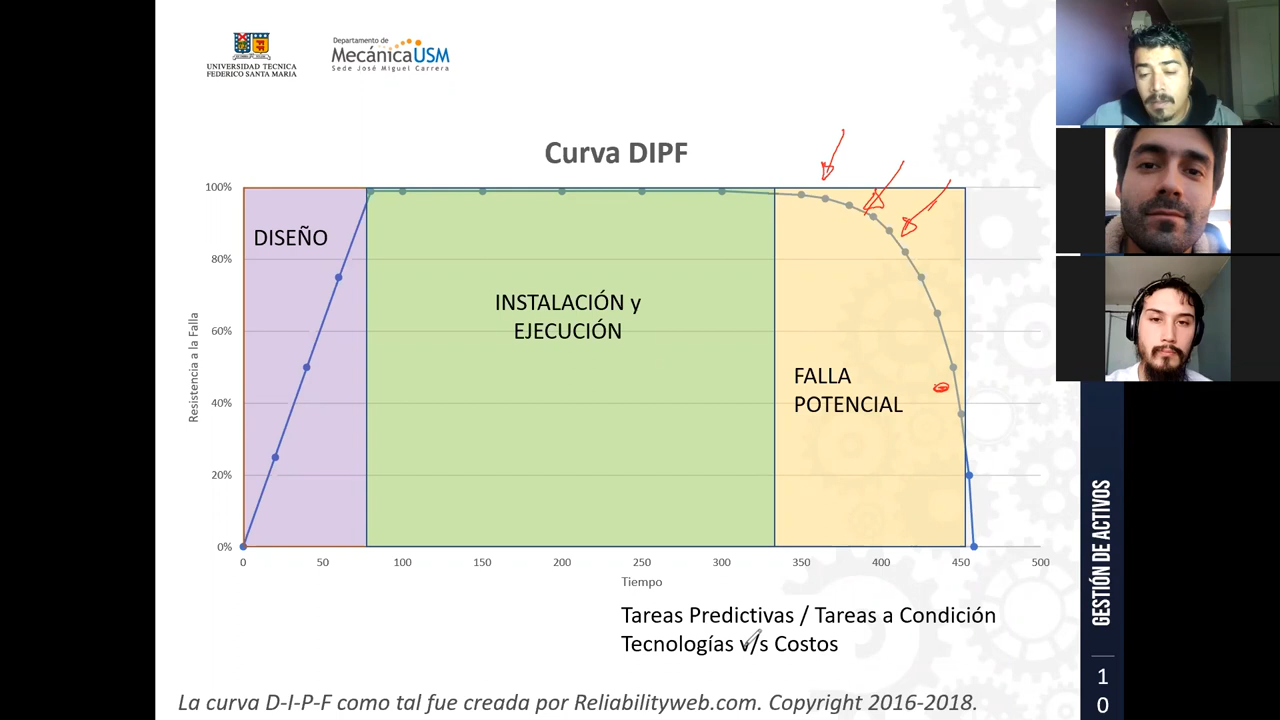 UNIVERSIDAD TECNICA
FEDERICO SANTA MARIA
Departamento de
MecánicaUSM
Sede José Miguel Carrera
Curva DIPF
100%
80%
60%
40%
20%
0%
Resistencia a la Falla
DISEÑO
INSTALACIÓN y
EJECUCIÓN
FALLA
POTENCIAL
0 50 100 150 200 250 300 350 400 450 500
Tiempo
Tareas Predictivas / Tareas a Condición
Tecnologías v/s Costos
La curva D-I-P-F como tal fue creada por Reliabilityweb.com. Copyright 2016-2018.
GESTIÓN DE ACTIVOS
1
0